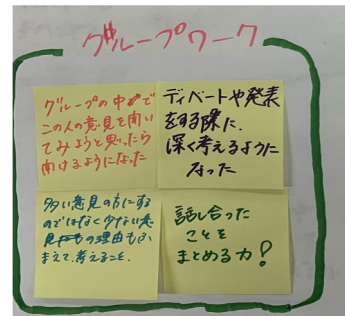 グループワーク
グループの中で
この人の意見を聞い
てみようと思ったら
聞けるようになった
ディベートや発表
をする際に、
深く考えるように
なった
多い意見の方にする
のではなく少ない意
見の理由もふ
まえて、考えること。
話し合った
ことを
まとめる力!